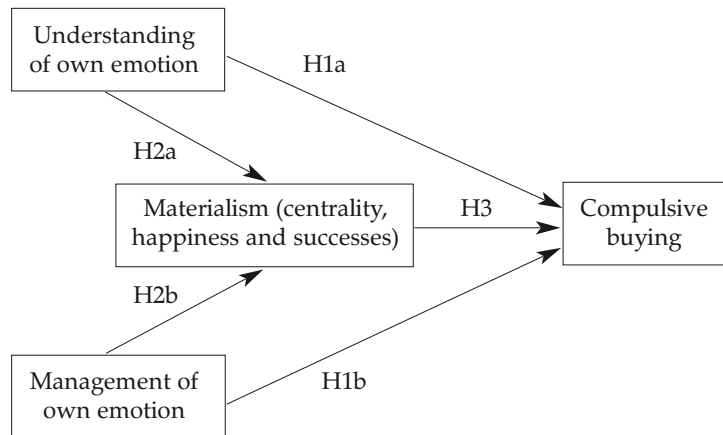 Understanding
of own emotion
H1a
H2a
Materialism (centrality,
happiness and successes)
H3
Compulsive
buying
H2b
Management of
own emotion
H1b